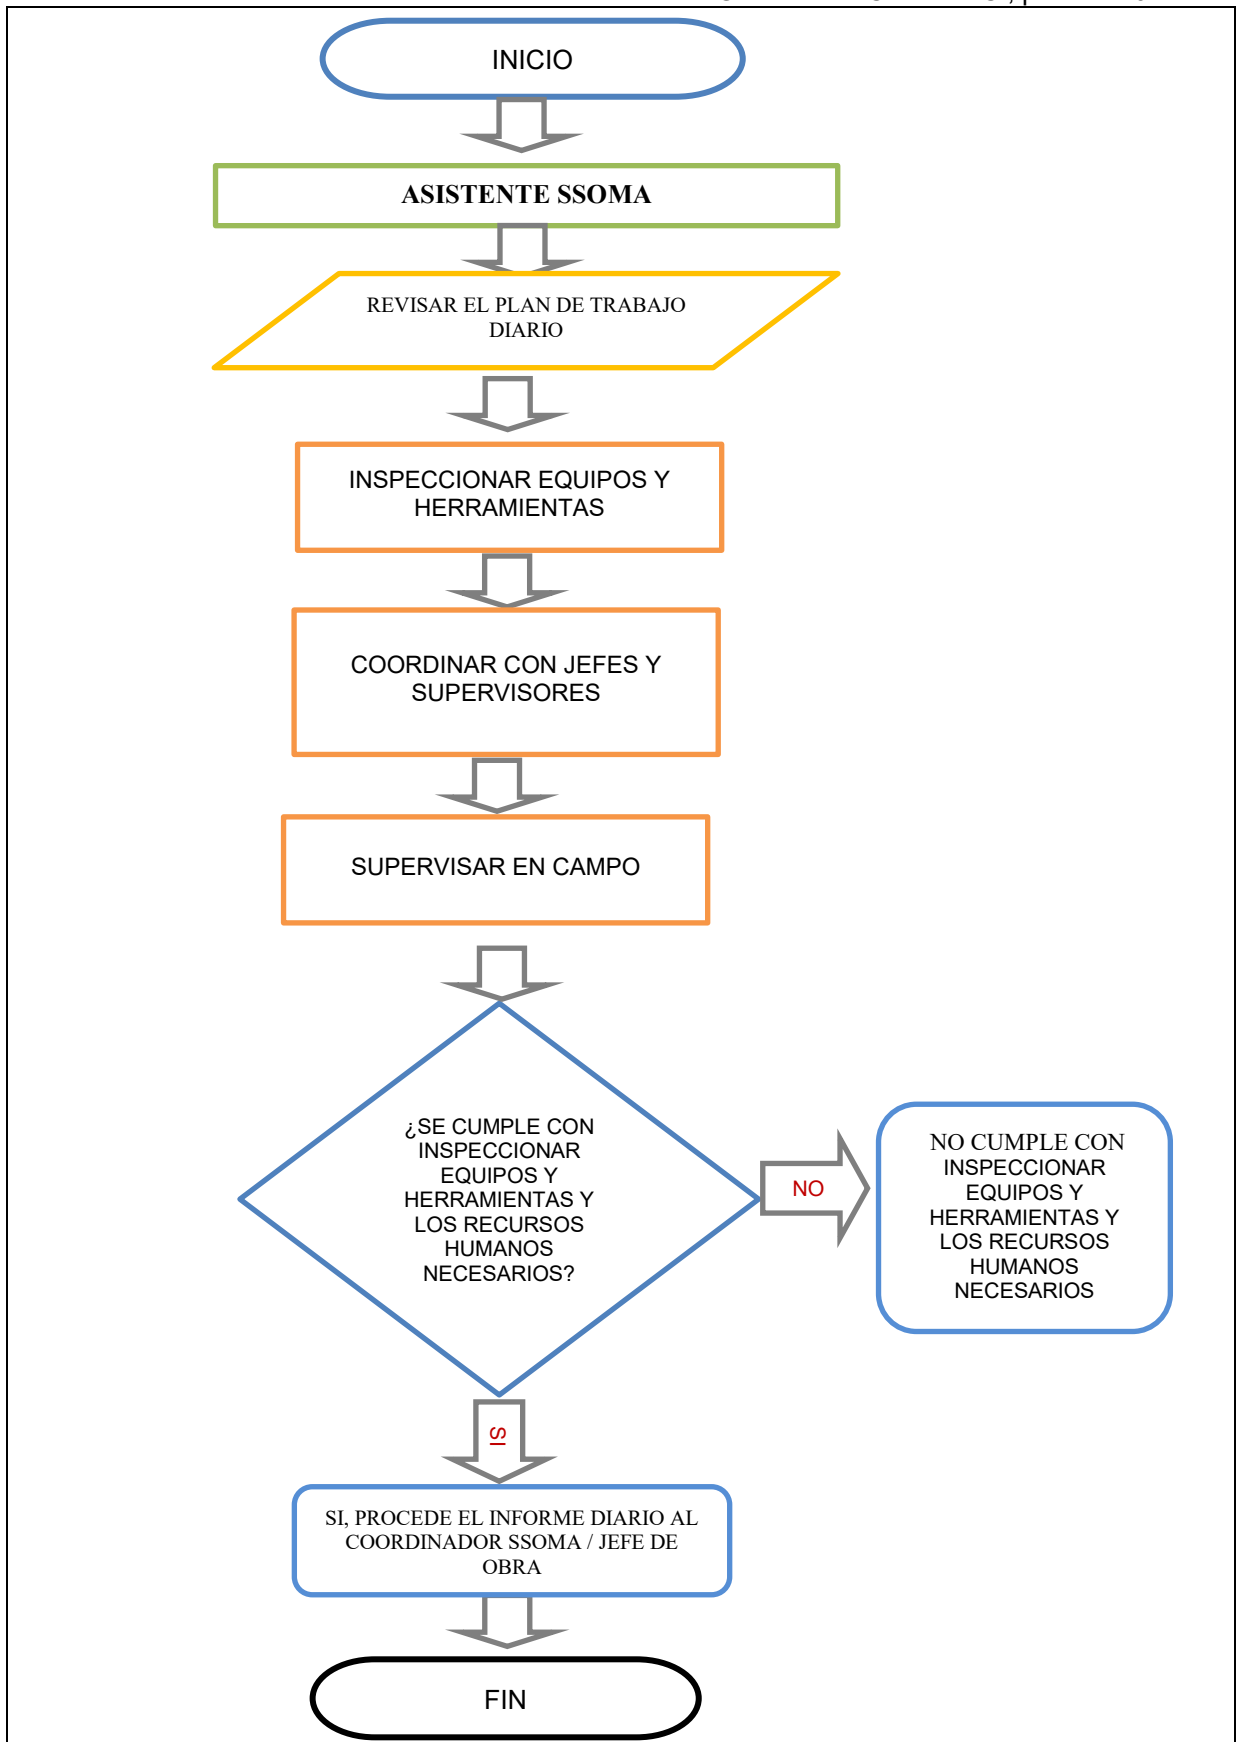 INICIO
ASISTENTE SSOMA
REVISAR EL PLAN DE TRABAJO
DIARIO
INSPECCIONAR EQUIPOS Y
HERRAMIENTAS
COORDINAR CON JEFES Y
SUPERVISORES
SUPERVISAR EN CAMPO
¿SE CUMPLE CON
INSPECCIONAR
EQUIPOS Y
HERRAMIENTAS Y
LOS RECURSOS
HUMANOS
NECESARIOS?
NO
NO CUMPLE CON
INSPECCIONAR
EQUIPOS Y
HERRAMIENTAS Y
LOS RECURSOS
HUMANOS
NECESARIOS
SI
SI, PROCEDE EL INFORME DIARIO AL
COORDINADOR SSOMA / JEFE DE
OBRA
FIN